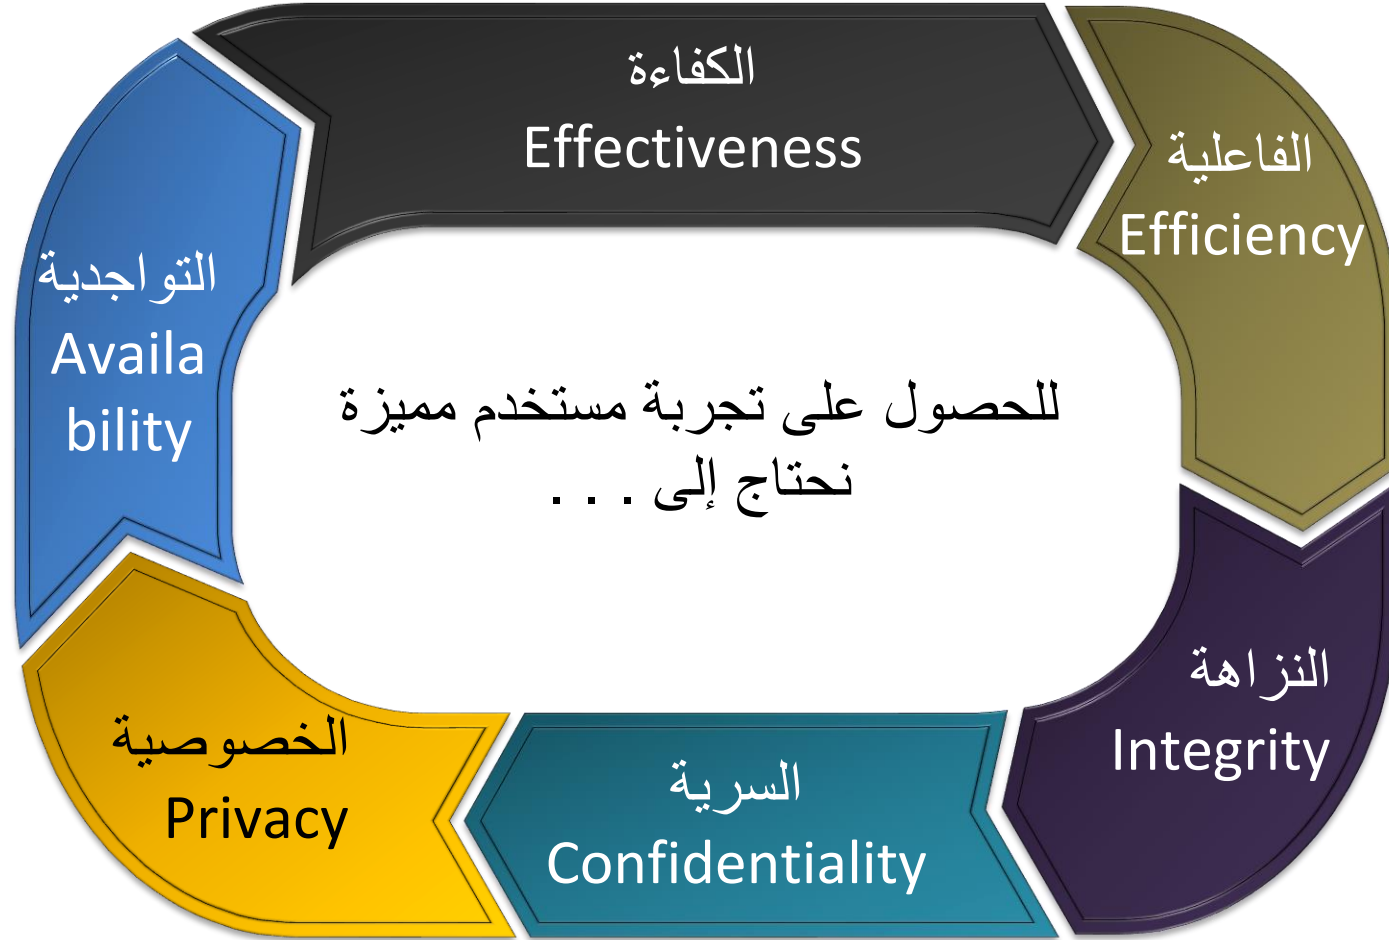 الكفاءة
Effectiveness
الفاعلية
Efficiency
النزاهة
Integrity
السرية
Confidentiality
الخصوصية
Privacy
التواجدية
Availa
bility
للحصول على تجربة مستخدم مميزة
نحتاج إلى . . .